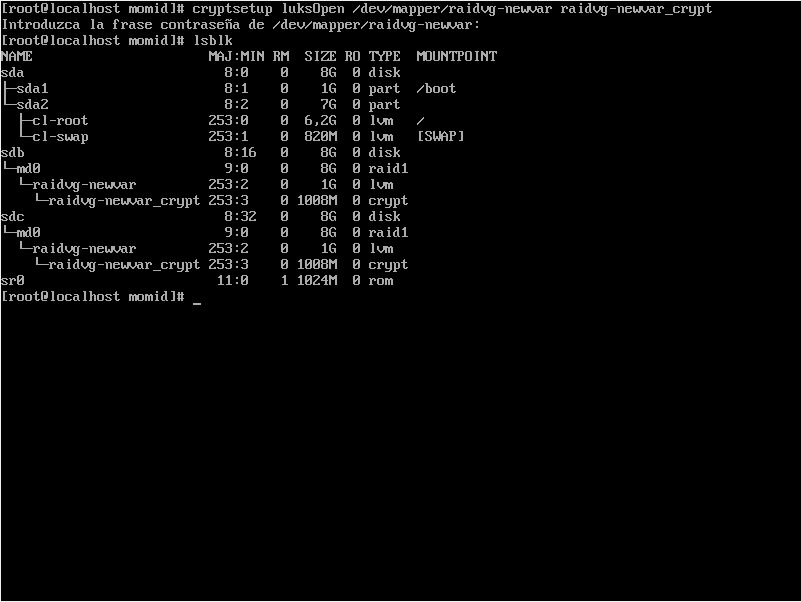 [root@localhost momid]# cryptsetup luksOpen /dev/mapper/raidvg-newvar raidvg-newvar_crypt
Introduzca la frase contraseña de /dev/mapper/raidvg-newvar:
[root@localhost momid]# lsblk
NAME                      MAJ:MIN RM  SIZE RO TYPE  MOUNTPOINT
sda                         8:0    0    8G  0 disk
├─sda1                      8:1    0    1G  0 part  /boot
└─sda2                      8:2    0    7G  0 part
  ├─cl-root               253:0    0  6,2G  0 lvm   /
  └─cl-swap               253:1    0  820M  0 lvm   [SWAP]
sdb                         8:16   0    8G  0 disk
└─md0                       9:0    0    8G  0 raid1
  └─raidvg-newvar         253:2    0    1G  0 lvm
    └─raidvg-newvar_crypt 253:3    0 1008M  0 crypt
sdc                         8:32   0    8G  0 disk
└─md0                       9:0    0    8G  0 raid1
  └─raidvg-newvar         253:2    0    1G  0 lvm
    └─raidvg-newvar_crypt 253:3    0 1008M  0 crypt
sr0                        11:0    1 1024M  0 rom
[root@localhost momid]# _